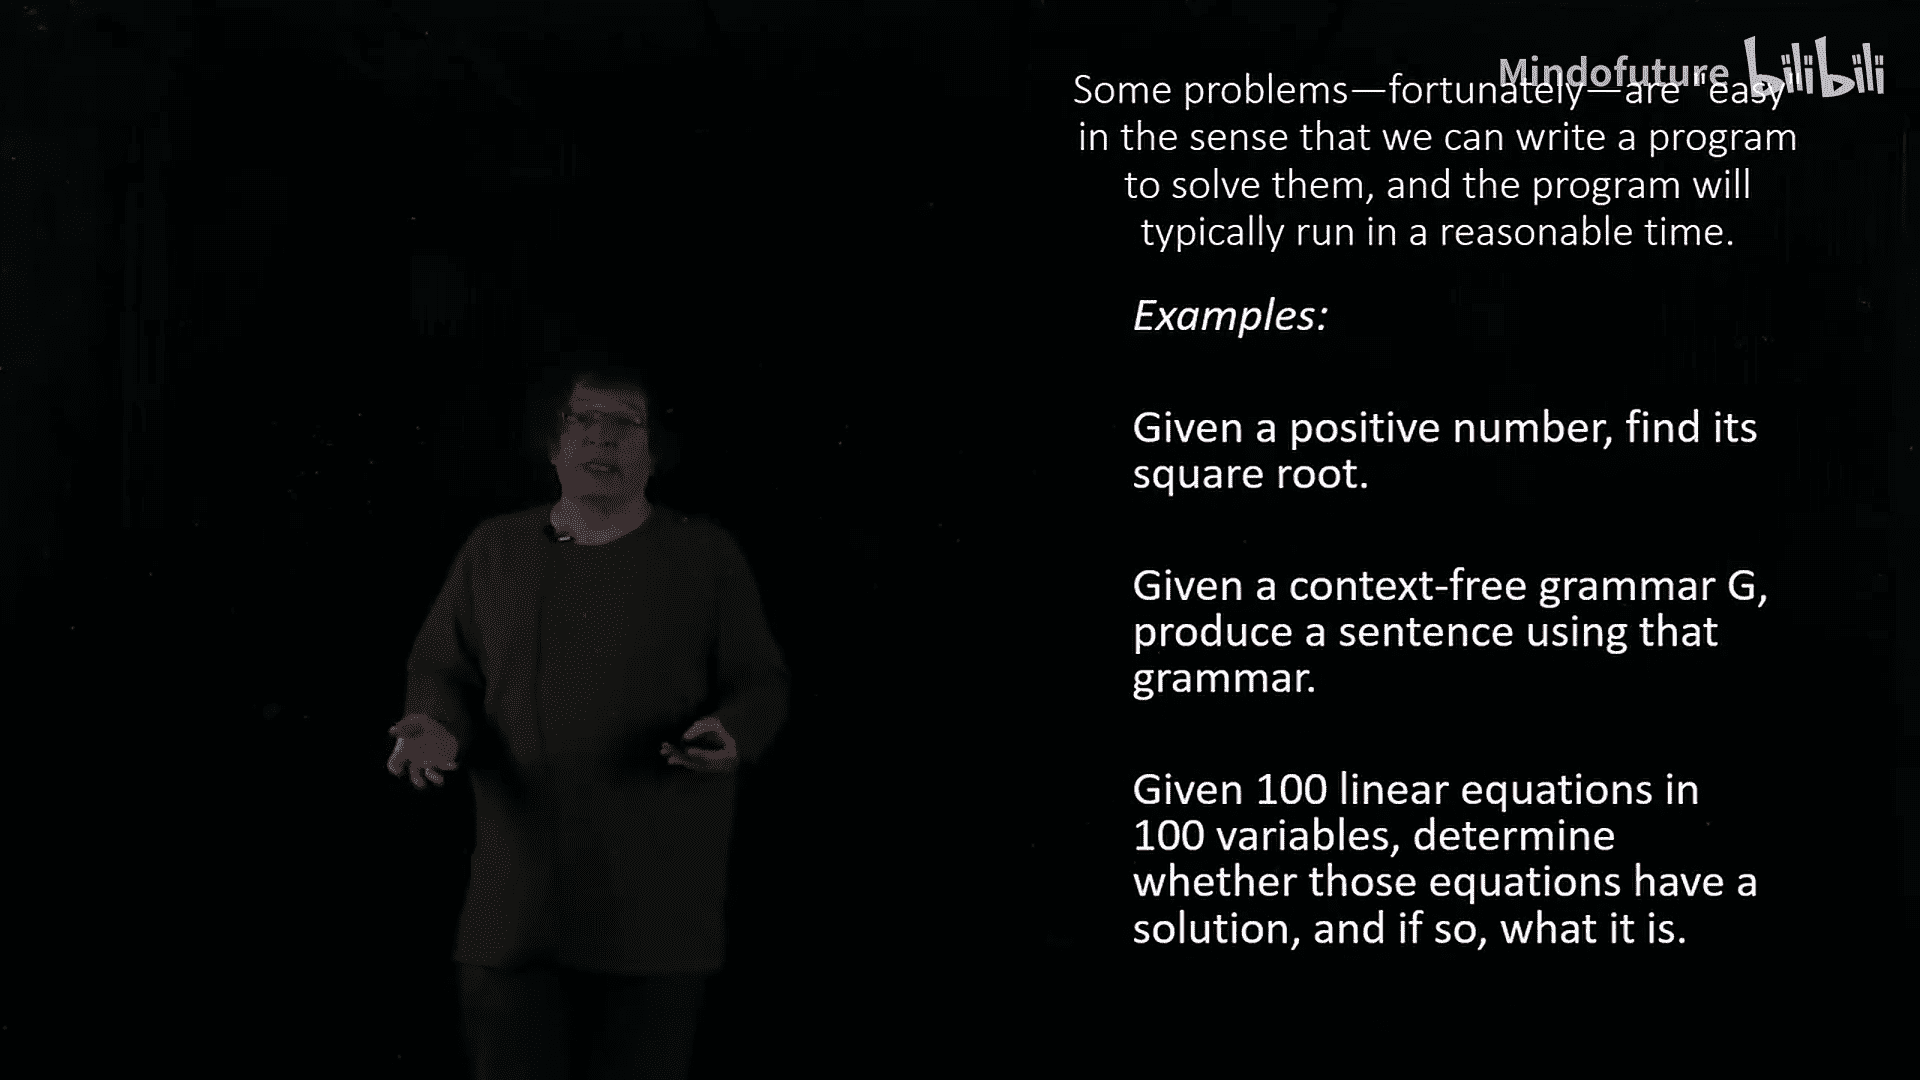 Mindofuture bilibili
Some problems—fortunately—are "easy"
in the sense that we can write a program
to solve them, and the program will
typically run in a reasonable time.
Examples:
Given a positive number, find its
square root.
Given a context-free grammar G,
produce a sentence using that
grammar.
Given 100 linear equations in
100 variables, determine
whether those equations have a
solution, and if so, what it is.